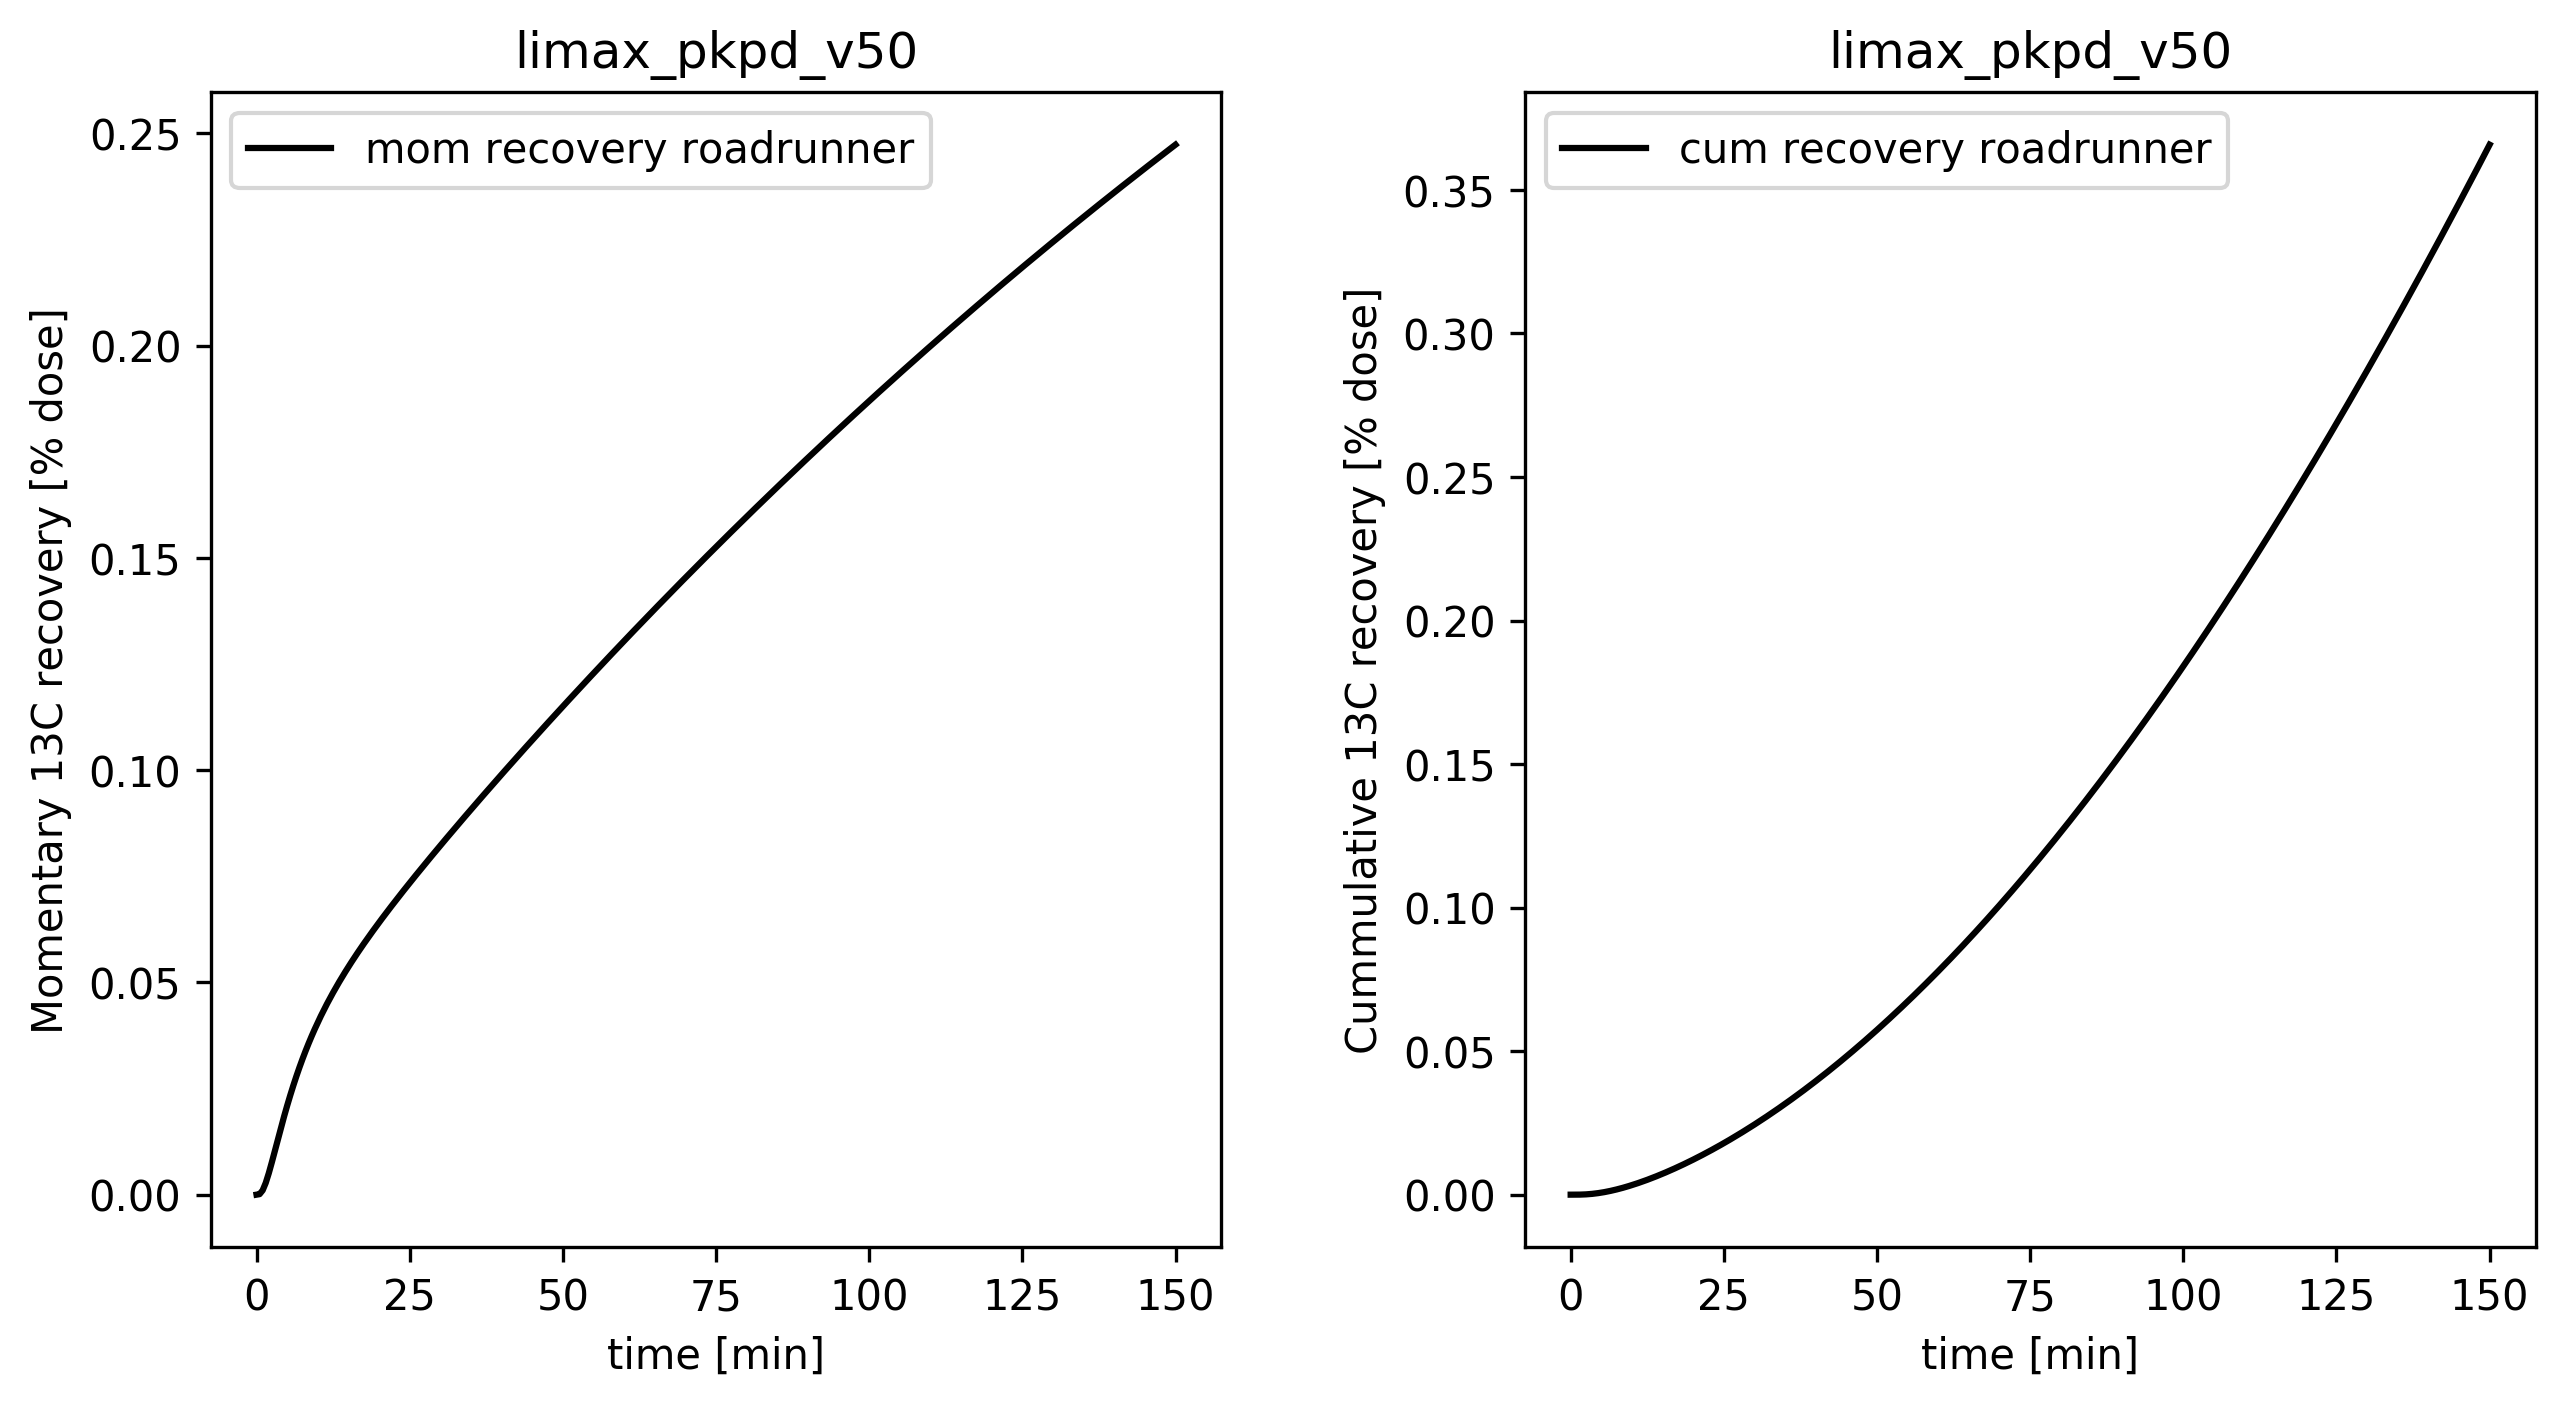 limax_pkpd_v50
mom recovery roadrunner
Momentary 13C recovery [% dose]
0.25
0.20
0.15
0.10
0.05
0.00
0 25 50 75 100 125 150
time [min]
limax_pkpd_v50
cum recovery roadrunner
Cummulative 13C recovery [% dose]
0.35
0.30
0.25
0.20
0.15
0.10
0.05
0.00
0 25 50 75 100 125 150
time [min]